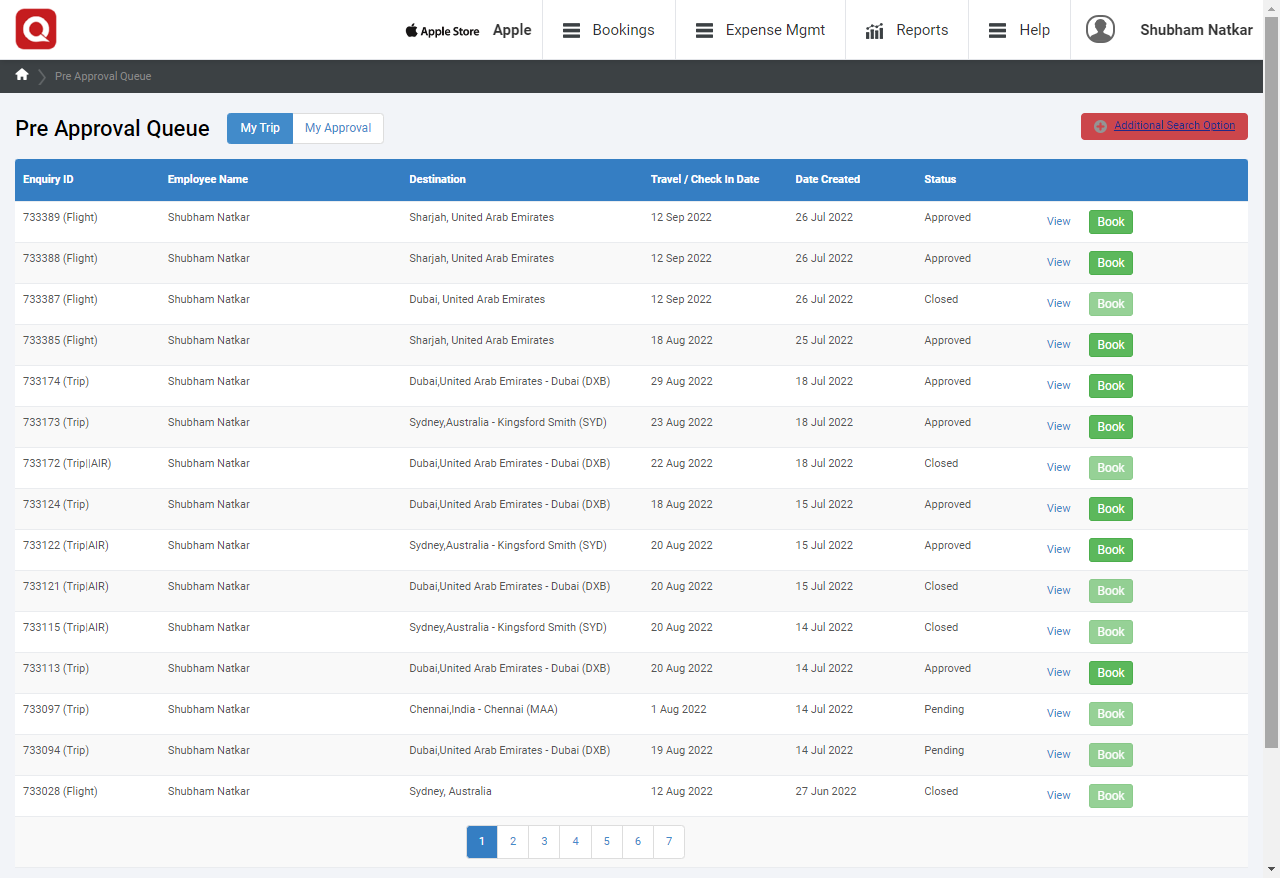 Apple Store Apple Bookings Expense Mgmt Reports Help Shubham Natkar
Pre Approval Queue
Pre Approval Queue My Trip My Approval Additional Search Option
Enquiry ID Employee Name Destination Travel / Check In Date Date Created Status
733389 (Flight) Shubham Natkar Sharjah, United Arab Emirates 12 Sep 2022 26 Jul 2022 Approved View Book
733388 (Flight) Shubham Natkar Sharjah, United Arab Emirates 12 Sep 2022 26 Jul 2022 Approved View Book
733387 (Flight) Shubham Natkar Dubai, United Arab Emirates 12 Sep 2022 26 Jul 2022 Closed View Book
733385 (Flight) Shubham Natkar Sharjah, United Arab Emirates 18 Aug 2022 25 Jul 2022 Approved View Book
733174 (Trip) Shubham Natkar Dubai,United Arab Emirates - Dubai (DXB) 29 Aug 2022 18 Jul 2022 Approved View Book
733173 (Trip) Shubham Natkar Sydney,Australia - Kingsford Smith (SYD) 23 Aug 2022 18 Jul 2022 Approved View Book
733172 (Trip||AIR) Shubham Natkar Dubai,United Arab Emirates - Dubai (DXB) 22 Aug 2022 18 Jul 2022 Closed View Book
733124 (Trip) Shubham Natkar Dubai,United Arab Emirates - Dubai (DXB) 18 Aug 2022 15 Jul 2022 Approved View Book
733122 (Trip|AIR) Shubham Natkar Sydney,Australia - Kingsford Smith (SYD) 20 Aug 2022 15 Jul 2022 Approved View Book
733121 (Trip|AIR) Shubham Natkar Dubai,United Arab Emirates - Dubai (DXB) 20 Aug 2022 15 Jul 2022 Closed View Book
733115 (Trip|AIR) Shubham Natkar Sydney,Australia - Kingsford Smith (SYD) 20 Aug 2022 14 Jul 2022 Closed View Book
733113 (Trip) Shubham Natkar Dubai,United Arab Emirates - Dubai (DXB) 20 Aug 2022 14 Jul 2022 Approved View Book
733097 (Trip) Shubham Natkar Chennai,India - Chennai (MAA) 1 Aug 2022 14 Jul 2022 Pending View Book
733094 (Trip) Shubham Natkar Dubai,United Arab Emirates - Dubai (DXB) 19 Aug 2022 14 Jul 2022 Pending View Book
733028 (Flight) Shubham Natkar Sydney, Australia 12 Aug 2022 27 Jun 2022 Closed View Book
1 2 3 4 5 6 7